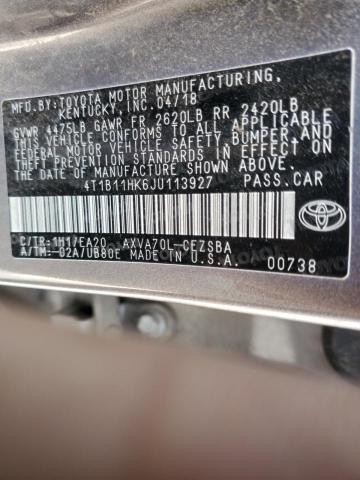 MFD.BY:TOYOTA MOTOR MANUFACTURING,
KENTUCKY, INC.04/18
GVWR 4475LB GAWR FR 2620LB RR 2420LB
THIS VEHICLE CONFORMS TO ALL APPLICABLE
FEDERAL MOTOR VEHICLE SAFETY, BUMPER, AND
THEFT PREVENTION STANDARDS IN EFFECT ON
THE DATE OF MANUFACTURE SHOWN ABOVE.
4T1B11HK6JU113927 PASS.CAR
C/TR:1H1/EA20 AXVA70L-CEZSBA
A/TM:-02A/UB80E MADE IN U.S.A.
00738